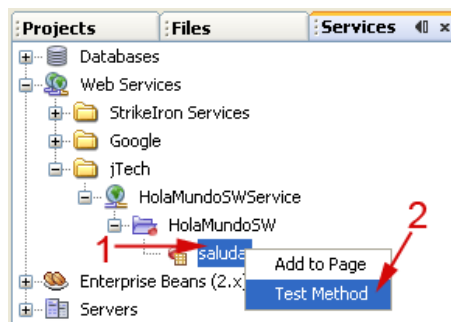 Projects Files Services
Databases
Web Services
StrikeIron Services
Google
jTech
HolaMundoSWService
HolaMundoSW
1 saluda 2
Add to Page
Enterprise Beans (2.x)
Test Method
Servers